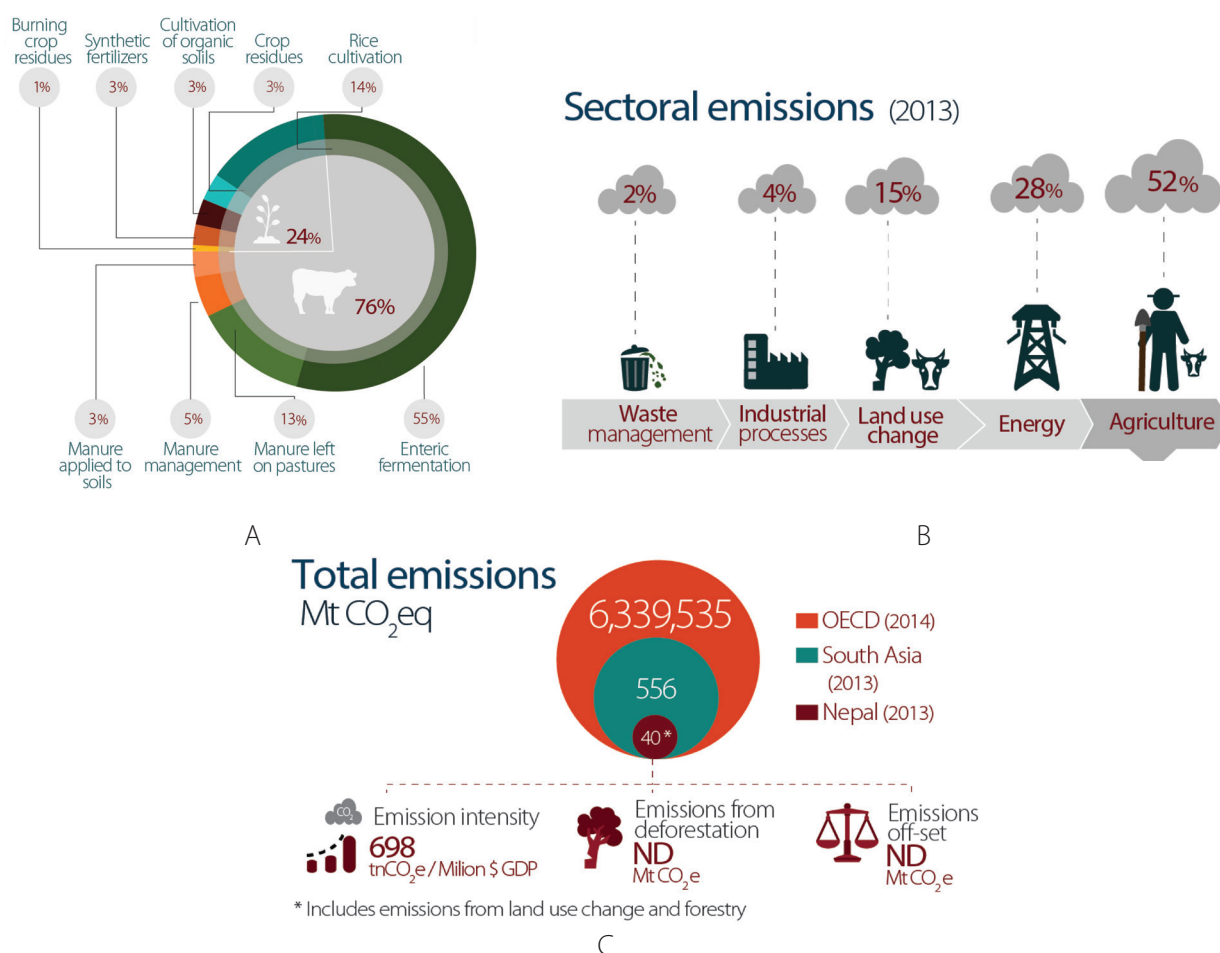 Burning
crop
residues
1%
Synthetic
fertilizers
3%
Cultivation
of organic
soils
3%
Crop
residues
3%
Rice
cultivation
14%
24%
76%
3%
Manure
applied to
soils
5%
Manure
management
13%
Manure left
on pastures
55%
Enteric
fermentation
A
Sectoral emissions (2013)
2%
4%
15%
28%
52%
Waste
management
Industrial
processes
Land use
change
Energy
Agriculture
B
Total emissions
Mt CO₂eq
6,339,535
556
40 *
OECD (2014)
South Asia
(2013)
Nepal (2013)
CO₂
Emission intensity
698
tnCO₂e / Milion $ GDP
Emissions from
deforestation
ND
Mt CO₂e
Emissions
off-set
ND
Mt CO₂e
* Includes emissions from land use change and forestry
C